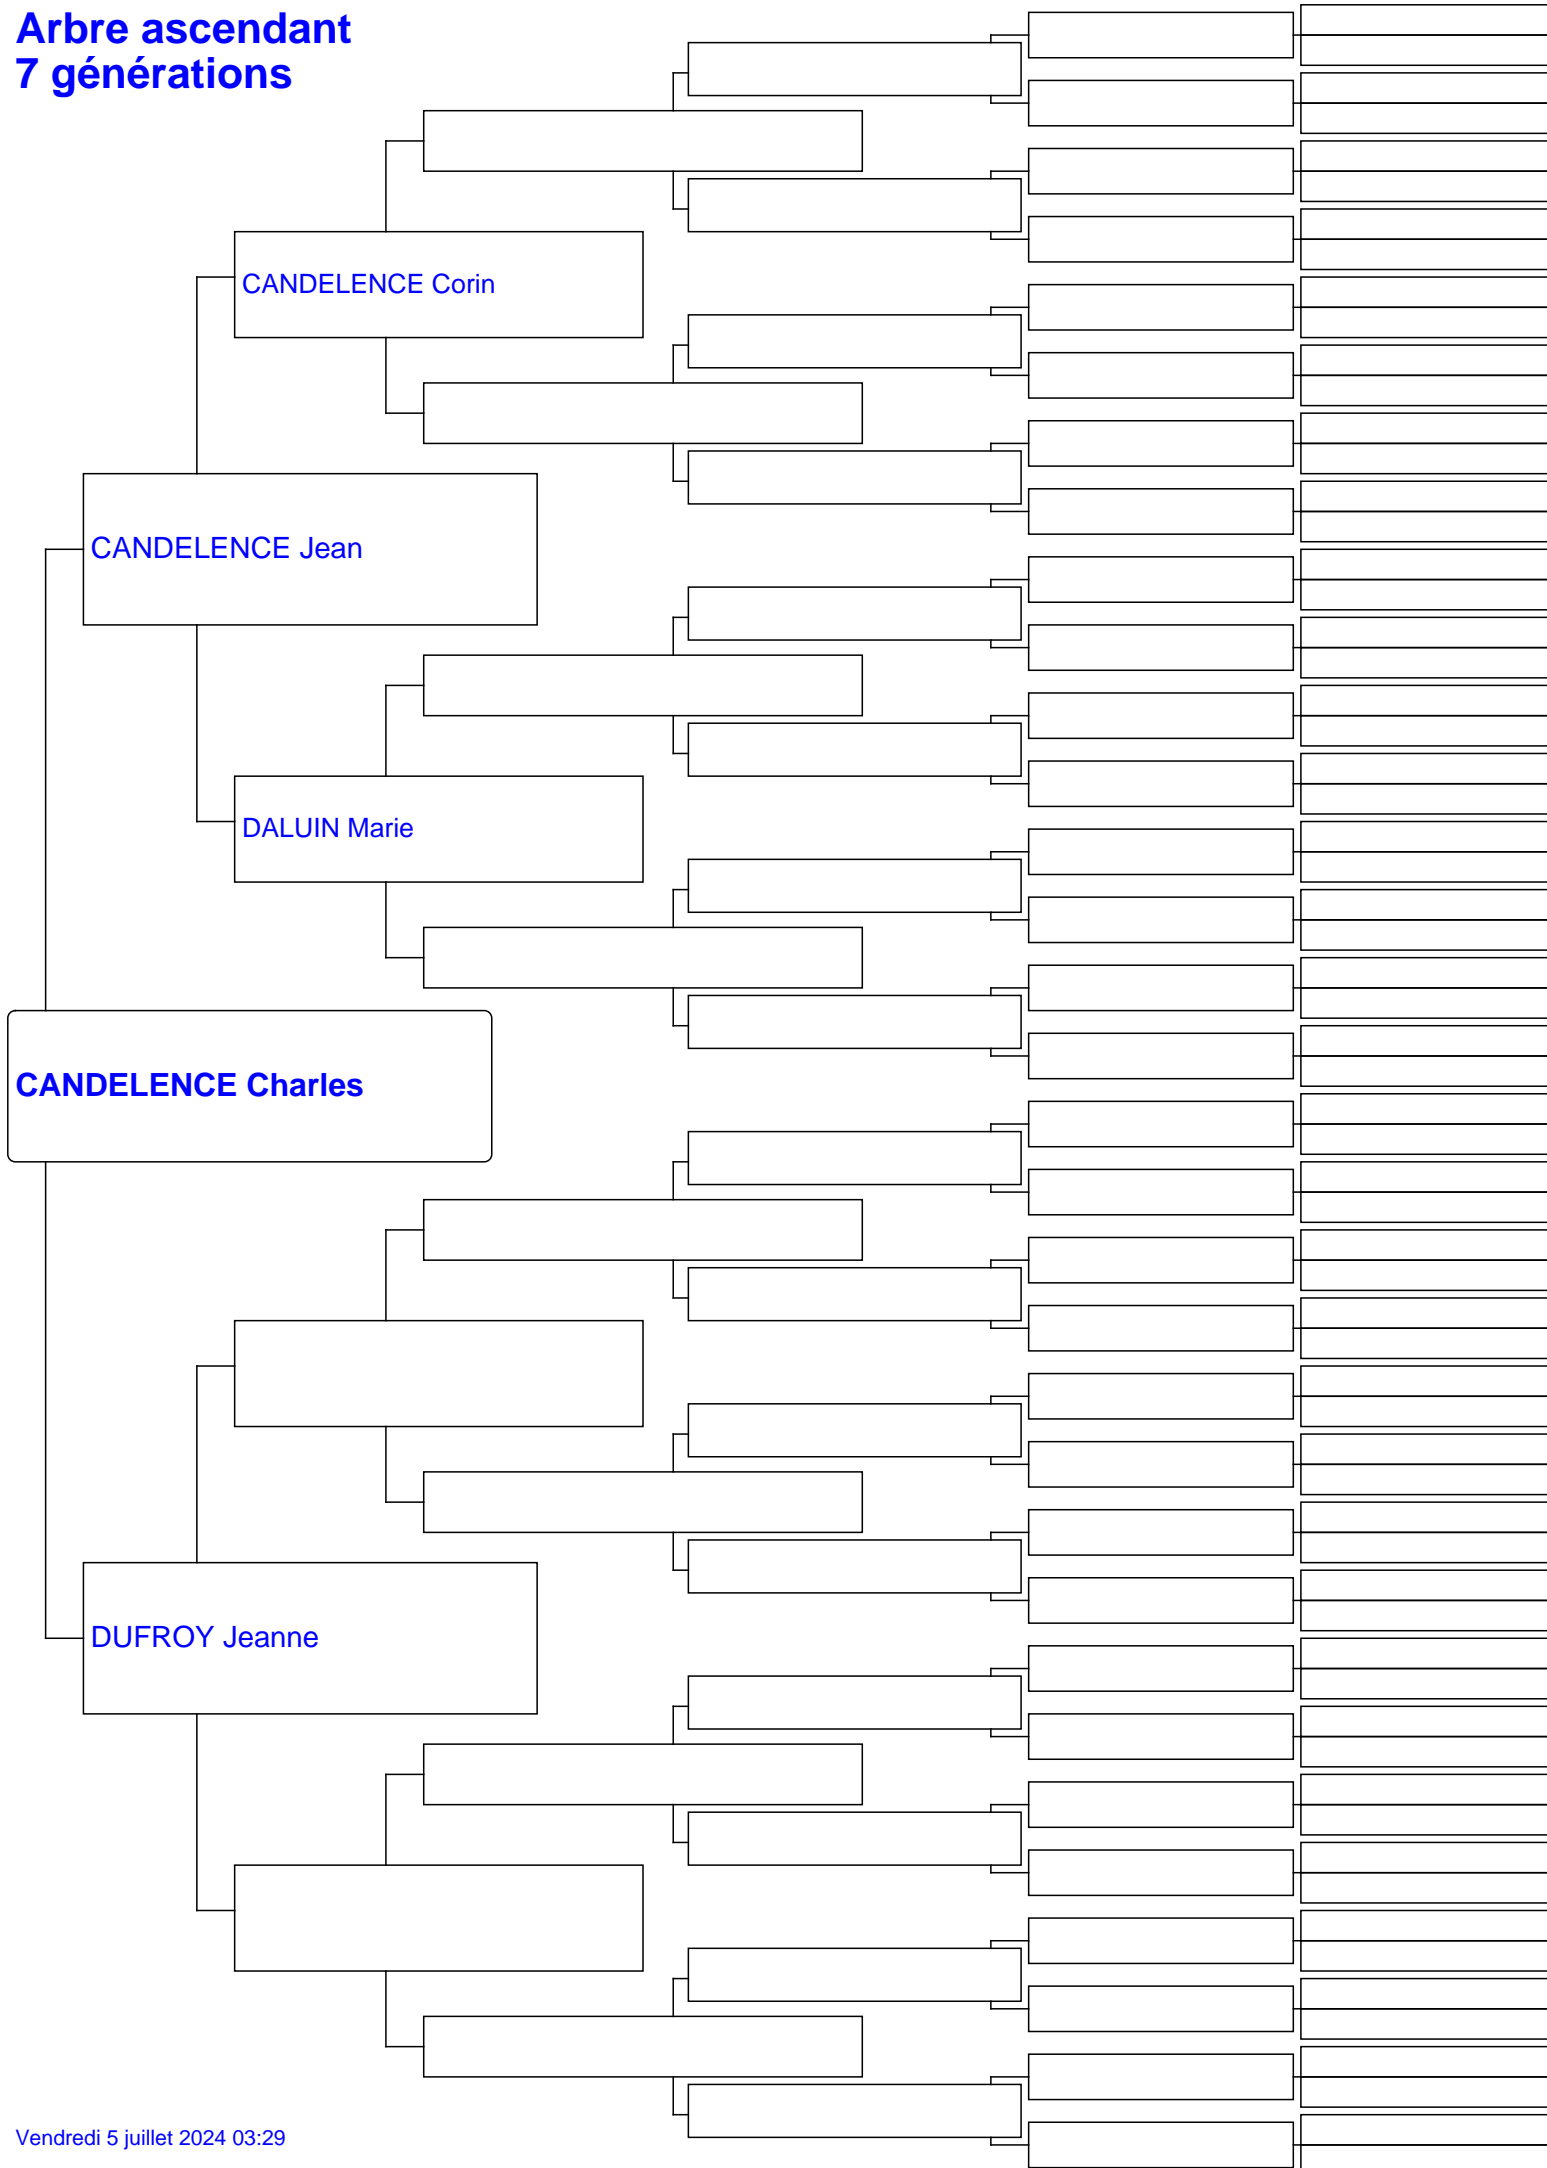 Arbre ascendant
7 générations
CANDELENCE Corin
CANDELENCE Jean
DALUIN Marie
CANDELENCE Charles
DUFROY Jeanne
Vendredi 5 juillet 2024 03:29